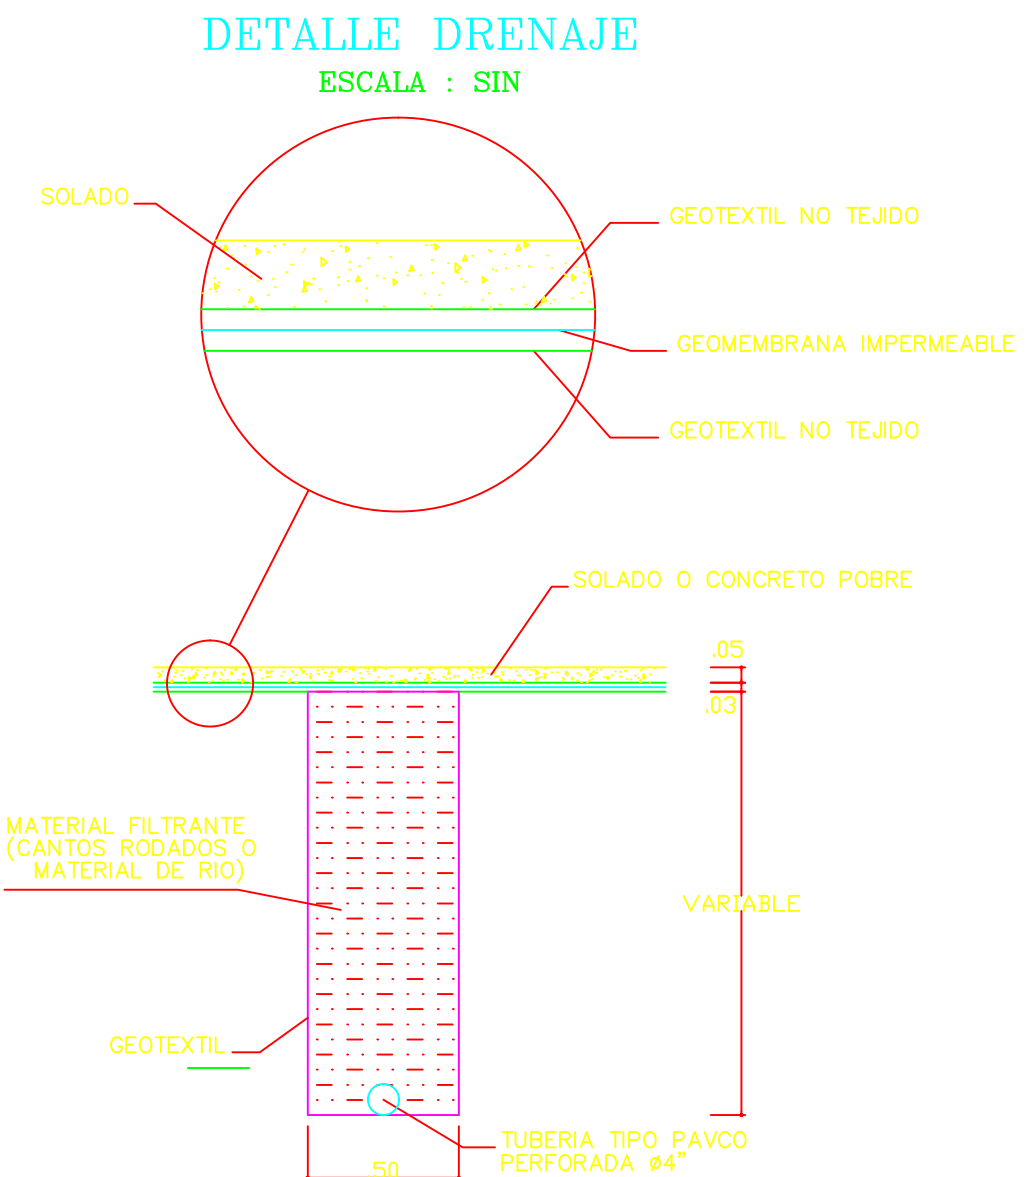 DETALLE DRENAJE
ESCALA : SIN
SOLADO
GEOTEXTIL NO TEJIDO
GEOMEMBRANA IMPERMEABLE
GEOTEXTIL NO TEJIDO
SOLADO O CONCRETO POBRE
.05
.03
MATERIAL FILTRANTE
(CANTOS RODADOS O
MATERIAL DE RIO)
VARIABLE
GEOTEXTIL
TUBERIA TIPO PAVCO
PERFORADA ø4"
.50